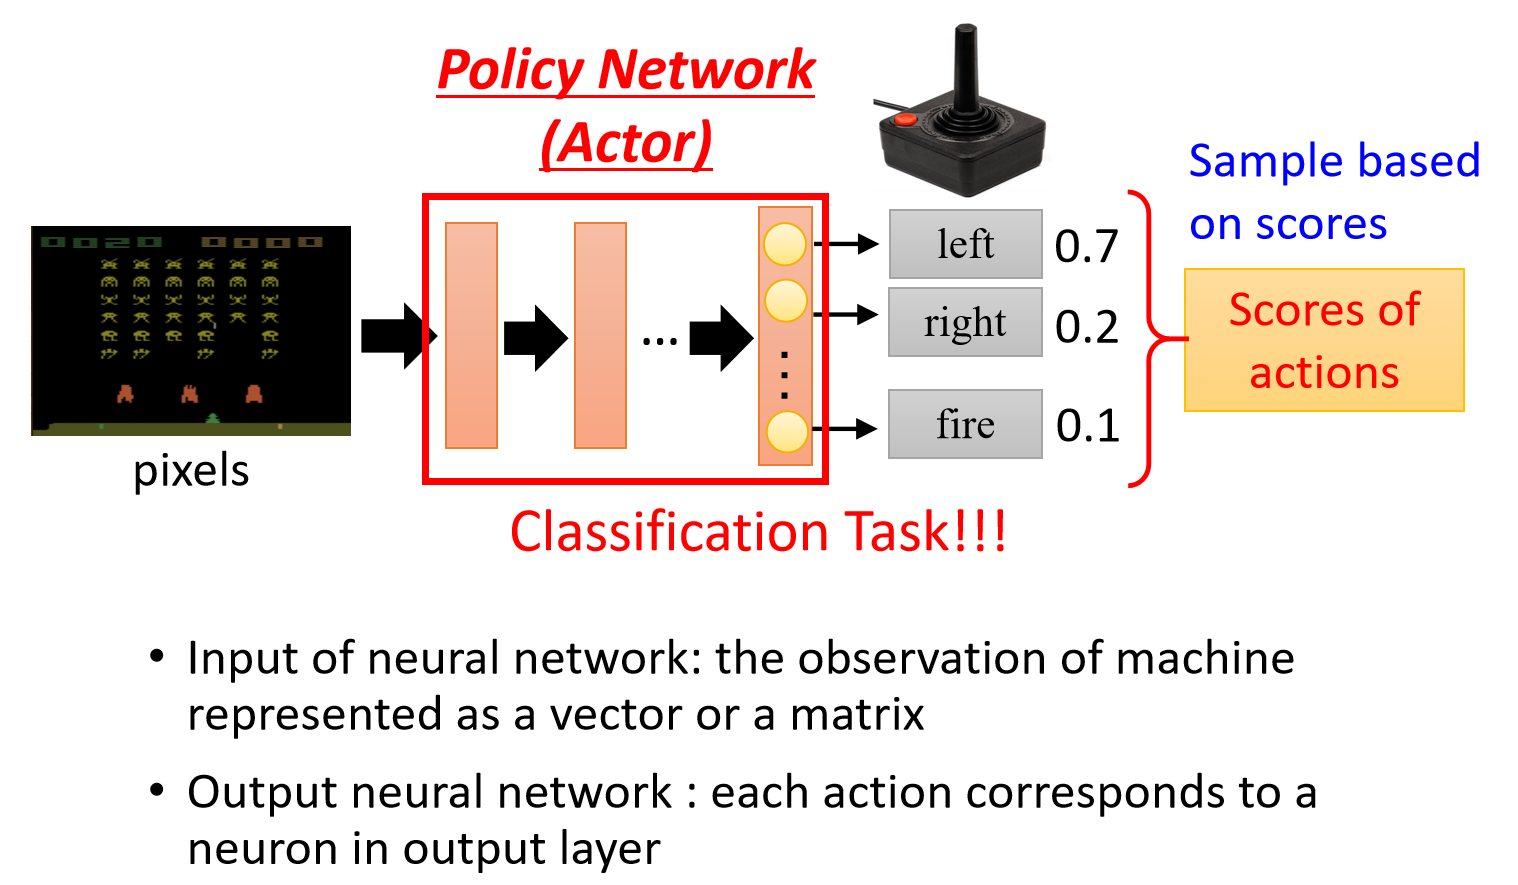 Policy Network
(Actor)
Sample based
on scores
0020 0000
left 0.7
right 0.2
...
fire 0.1
Scores of
actions
pixels
Classification Task!!!
• Input of neural network: the observation of machine
represented as a vector or a matrix
• Output neural network : each action corresponds to a
neuron in output layer